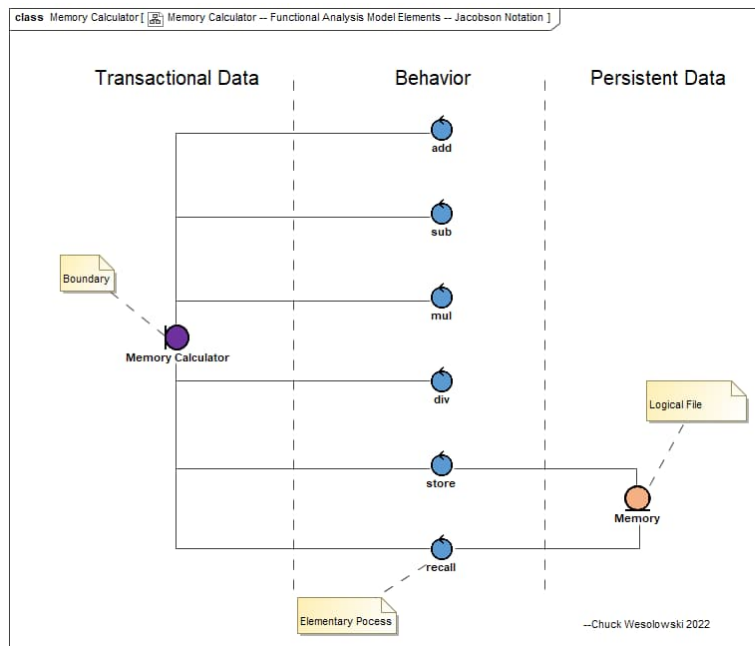 class Memory Calculator [ Memory Calculator -- Functional Analysis Model Elements -- Jacobson Notation ]
Transactional Data
Behavior
Persistent Data
add
sub
Boundary
mul
Memory Calculator
div
Logical File
store
Memory
recall
Elementary Pocess
--Chuck Wesolowski 2022